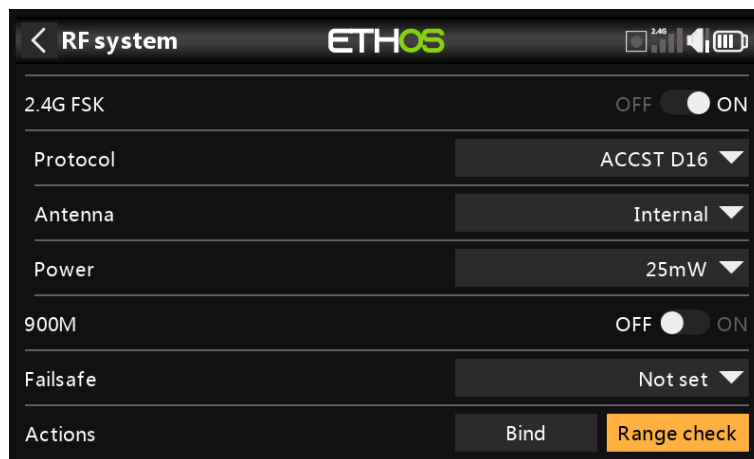 RF system ETHOS 2.4G
2.4G FSK OFF ON
Protocol ACCST D16
Antenna Internal
Power 25mW
900M OFF ON
Failsafe Not set
Actions Bind Range check